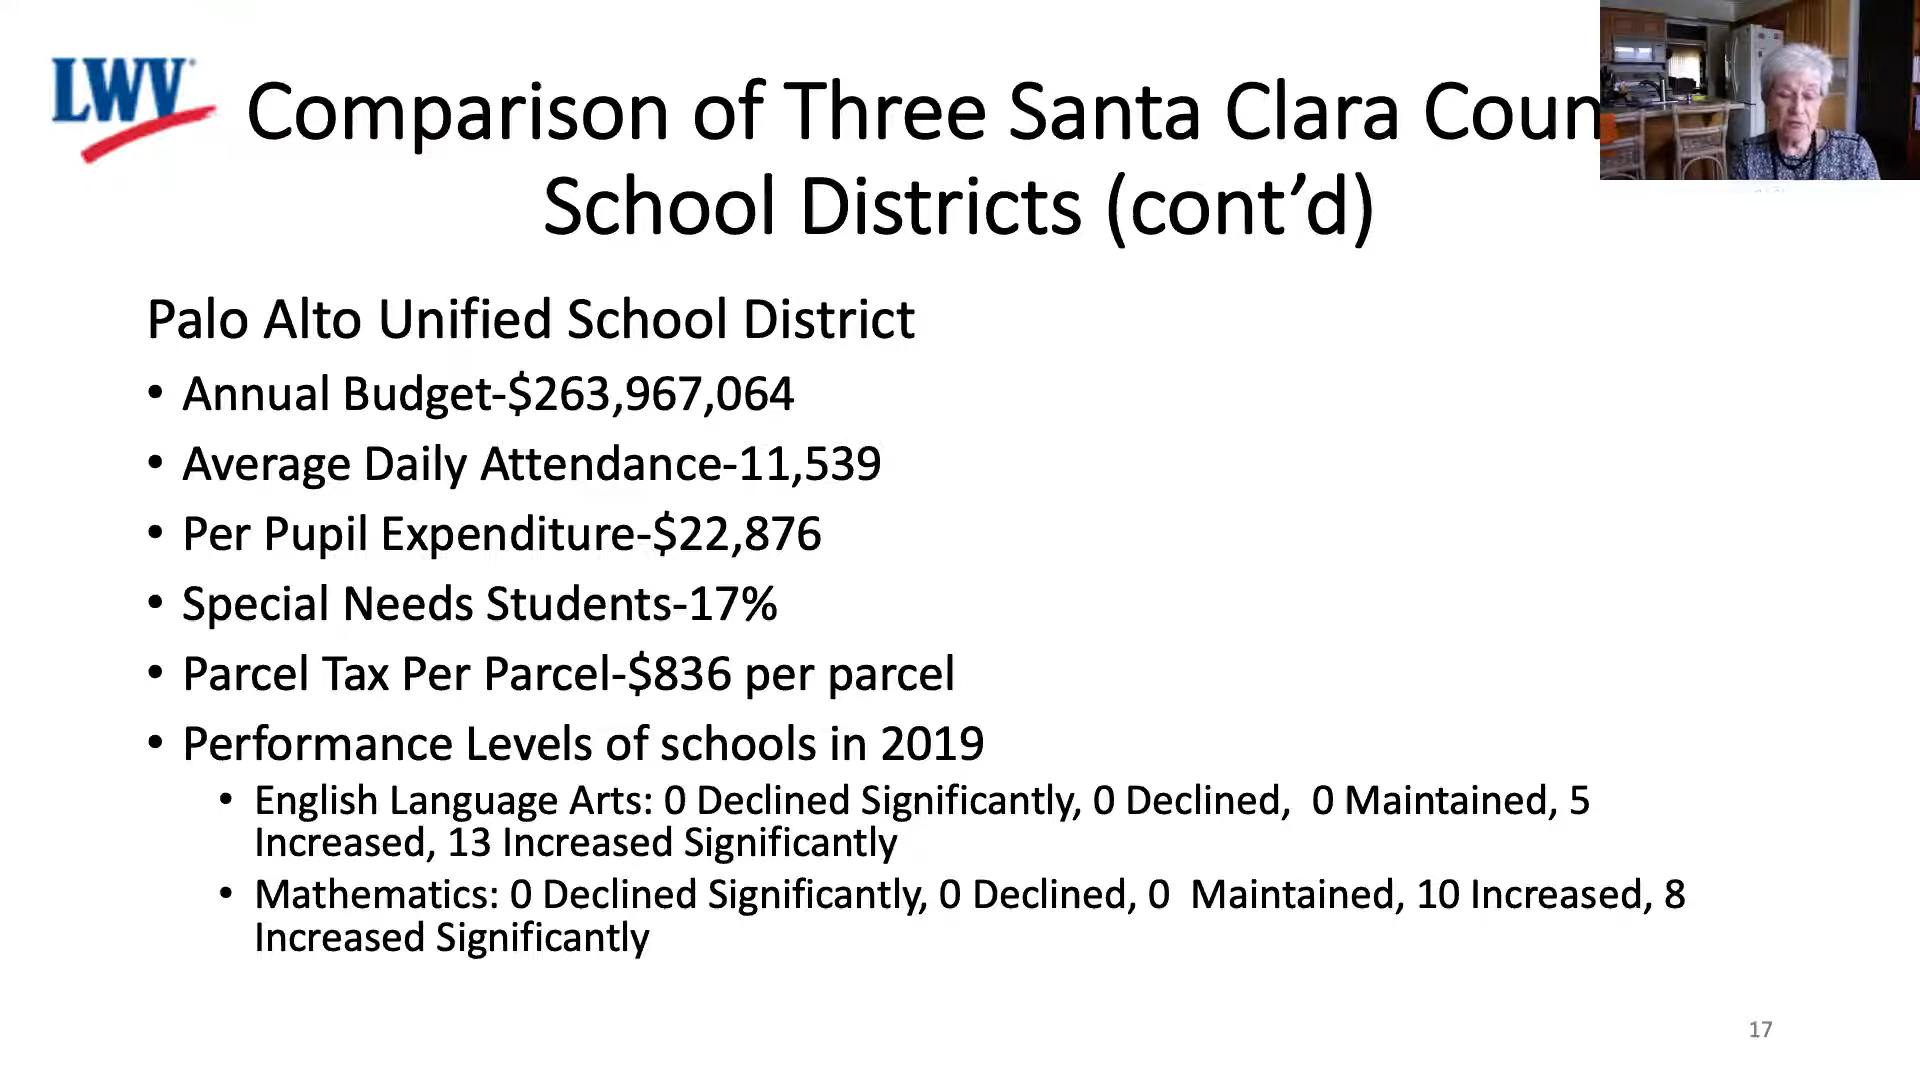 LWV
Comparison of Three Santa Clara Coun
School Districts (cont’d)
Palo Alto Unified School District
• Annual Budget-$263,967,064
• Average Daily Attendance-11,539
• Per Pupil Expenditure-$22,876
• Special Needs Students-17%
• Parcel Tax Per Parcel-$836 per parcel
• Performance Levels of schools in 2019
• English Language Arts: 0 Declined Significantly, 0 Declined,  0 Maintained, 5
Increased, 13 Increased Significantly
• Mathematics: 0 Declined Significantly, 0 Declined, 0  Maintained, 10 Increased, 8
Increased Significantly
17